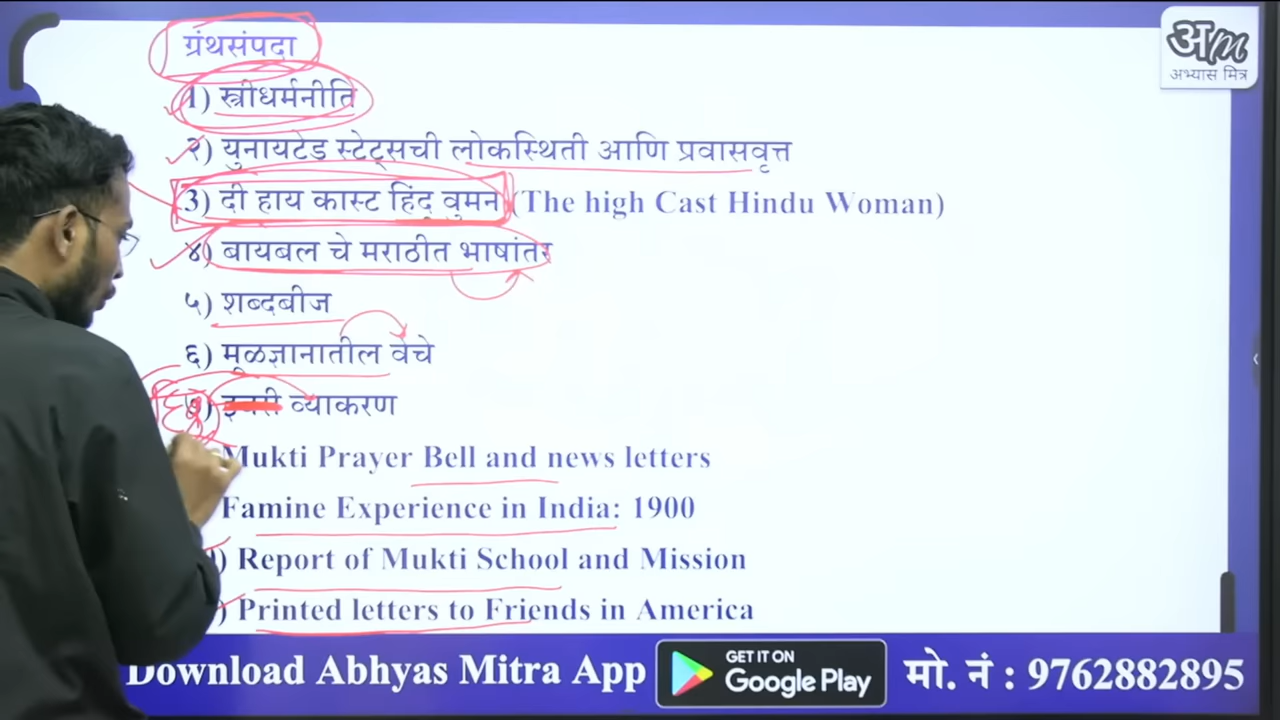 ग्रंथसंपदा
अm
अभ्यास मित्र
1) स्त्रीधर्मनीति
२) युनायटेड स्टेट्सची लोकस्थिती आणि प्रवासवृत्त
3) दी हाय कास्ट हिंदू वुमन (The high Cast Hindu Woman)
४) बायबल चे मराठीत भाषांतर
५) शब्दबीज
६) मूळज्ञानातील वेचे
व्याकरण
Mukti Prayer Bell and news letters
Famine Experience in India: 1900
) Report of Mukti School and Mission
) Printed letters to Friends in America
Download Abhyas Mitra App
GET IT ON
Google Play
मो. नं : 9762882895